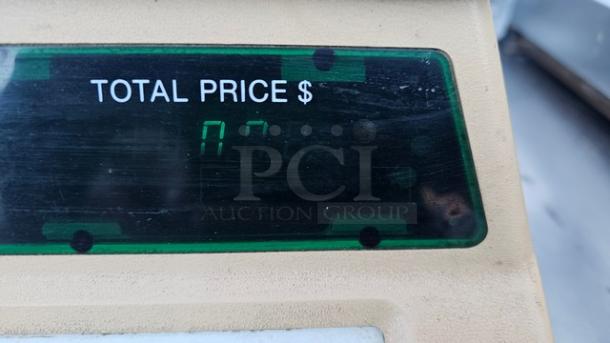 TOTAL PRICE $
PCI
AUCTION GROUP